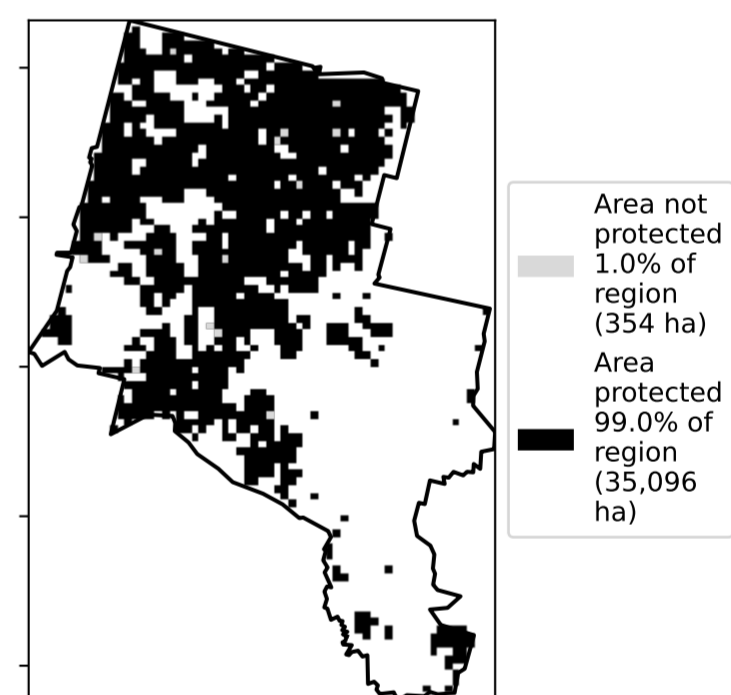 Area not
protected
1.0% of
region
(354 ha)
Area
protected
99.0% of
region
(35,096
ha)